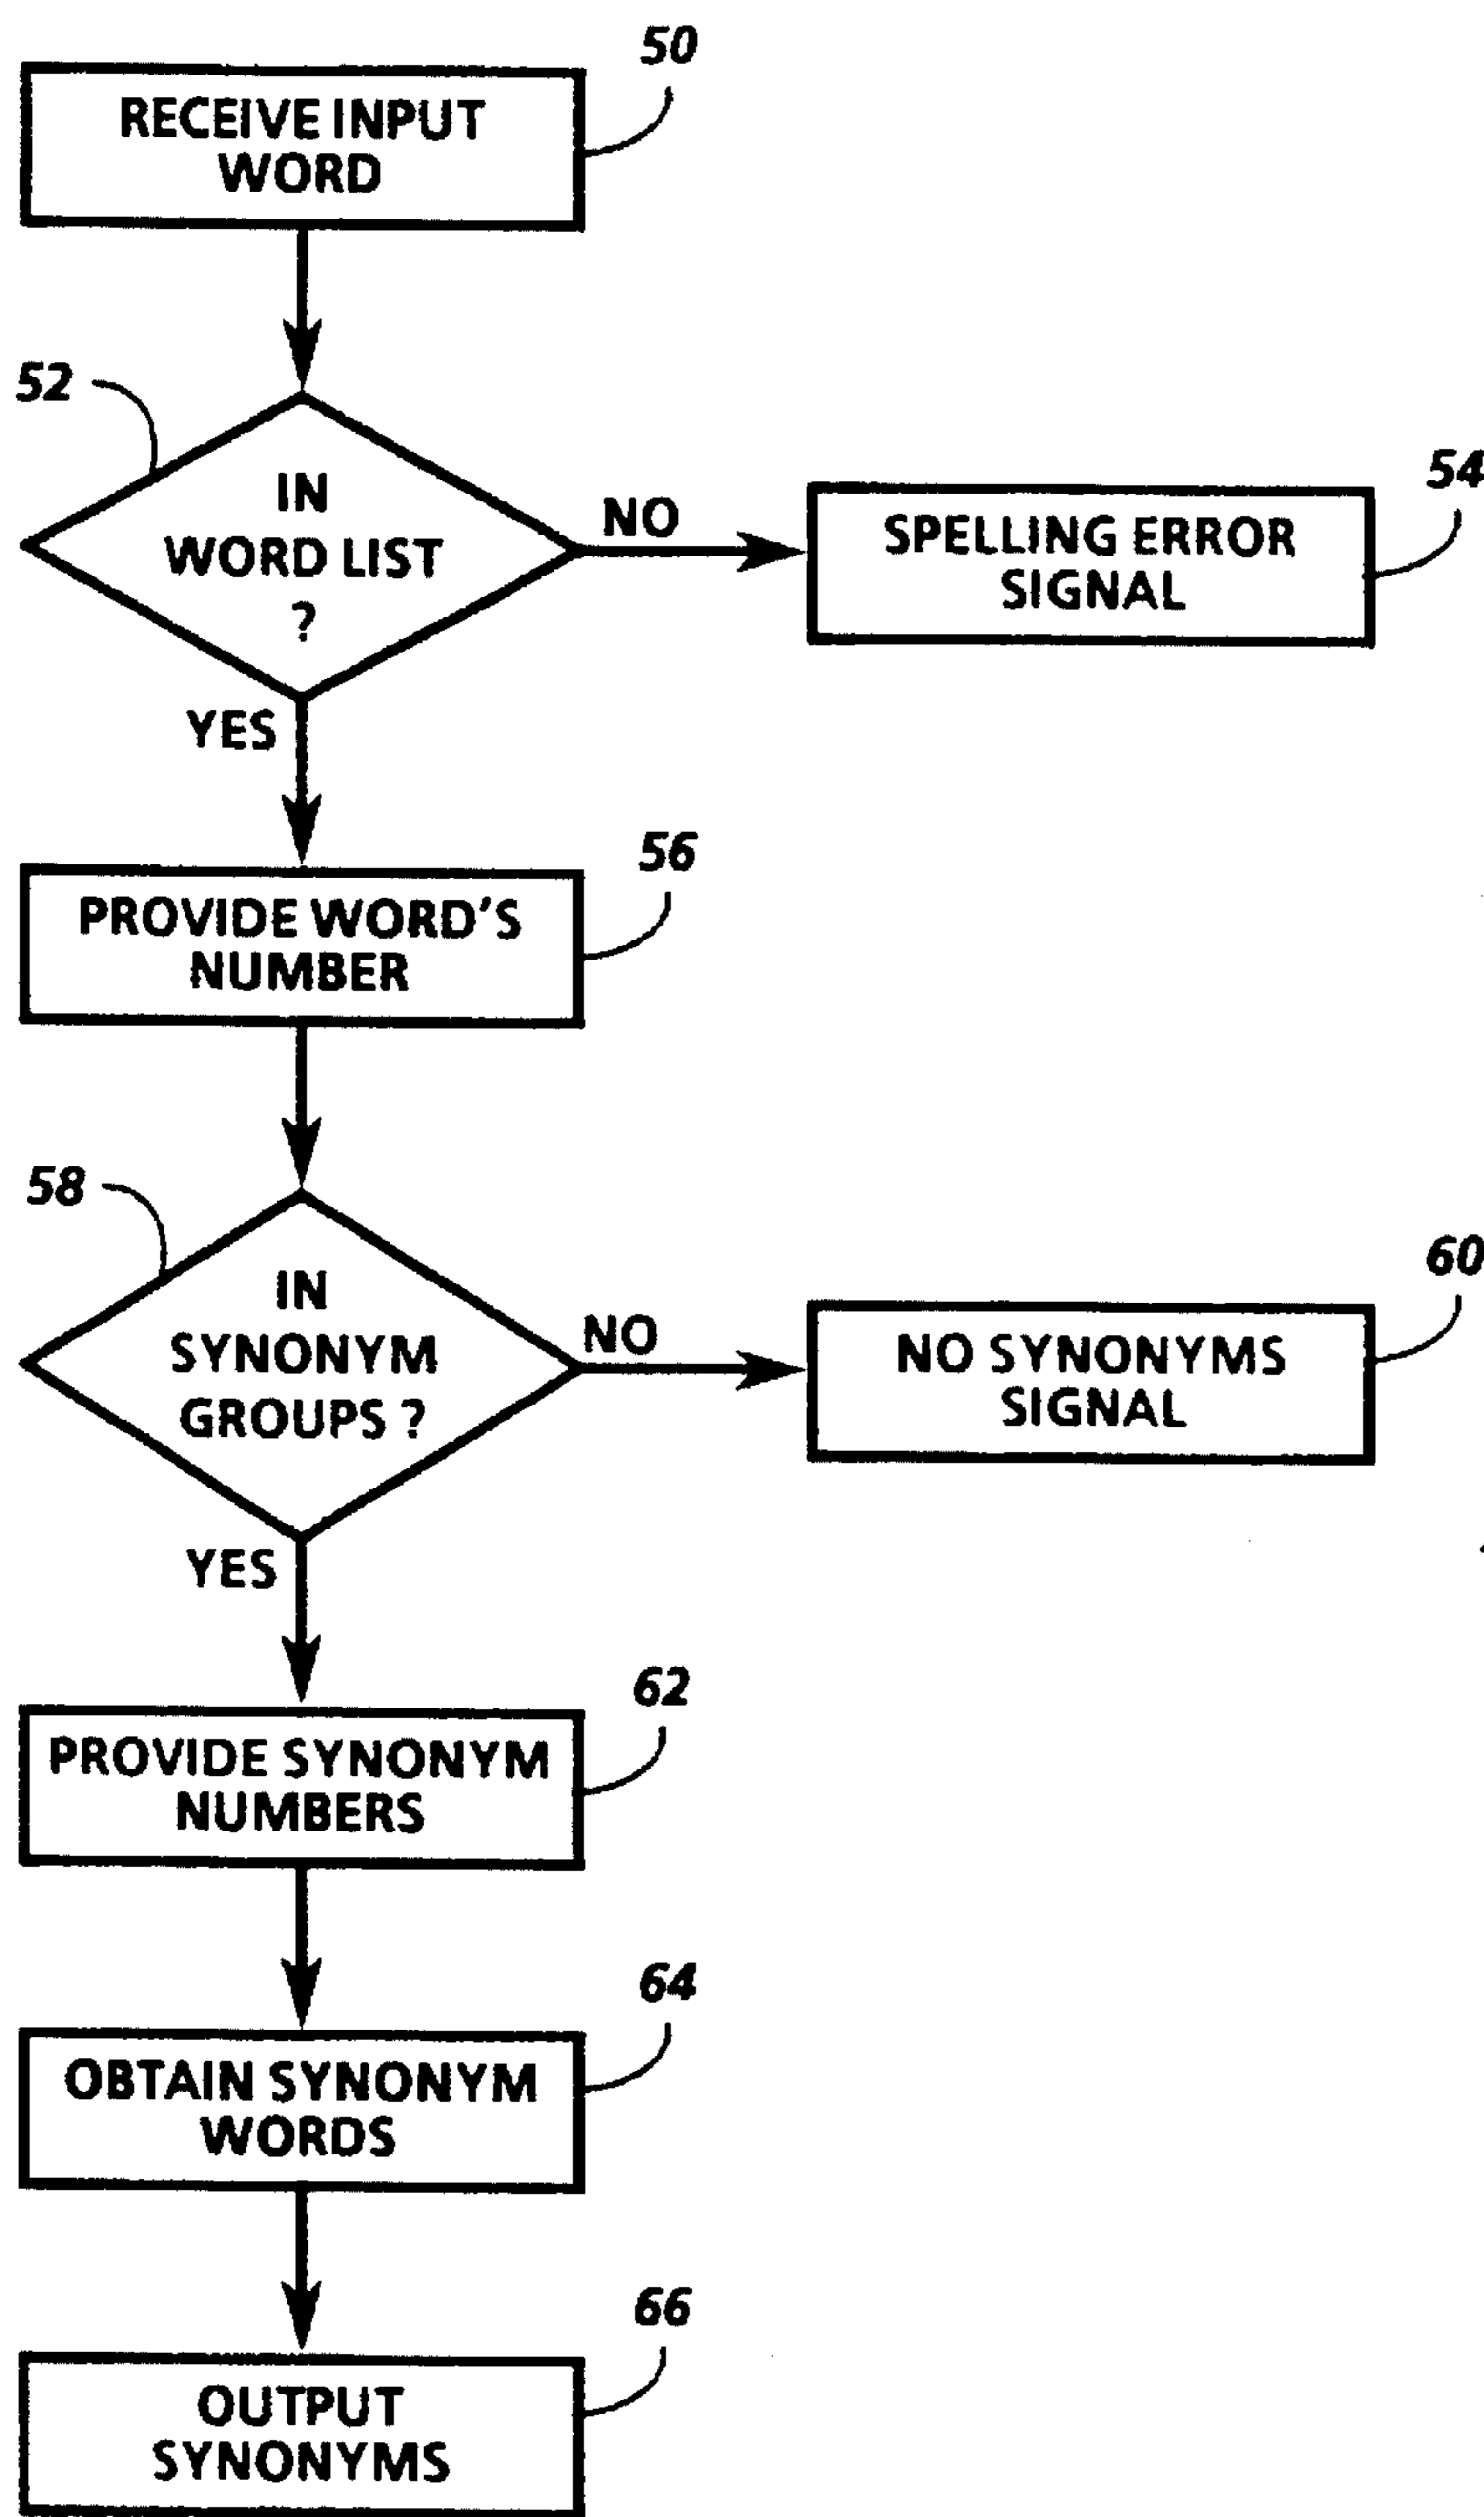 50
RECEIVE INPUT
WORD
52
IN
WORD LIST
?
NO
54
SPELLING ERROR
SIGNAL
YES
56
PROVIDE WORD'S
NUMBER
58
IN
SYNONYM
GROUPS ?
NO
60
NO SYNONYMS
SIGNAL
YES
62
PROVIDE SYNONYM
NUMBERS
64
OBTAIN SYNONYM
WORDS
66
OUTPUT
SYNONYMS